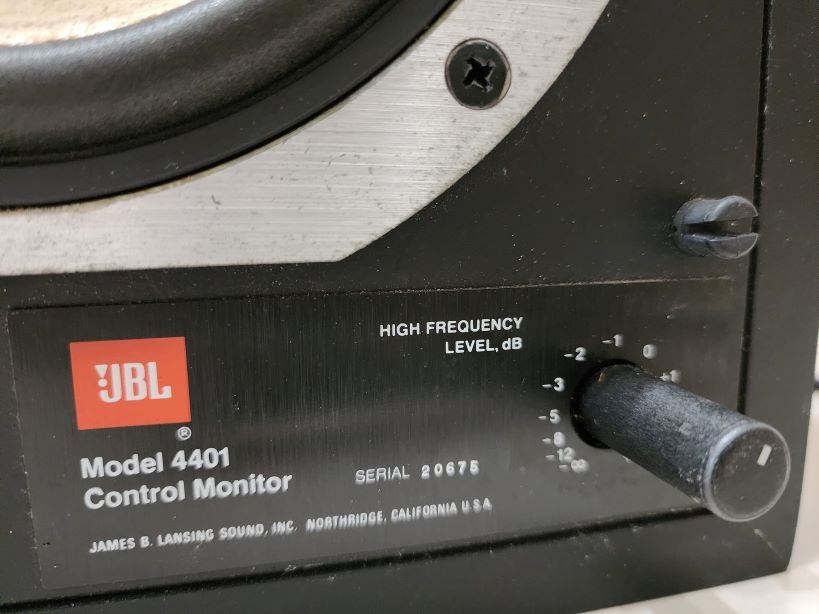 HIGH FREQUENCY
LEVEL, dB
-∞
-12
-8
-5
-3
-2
-1
0
+1
JBL
®
Model 4401
Control Monitor
SERIAL 20675
JAMES B. LANSING SOUND, INC. NORTHRIDGE, CALIFORNIA U.S.A.